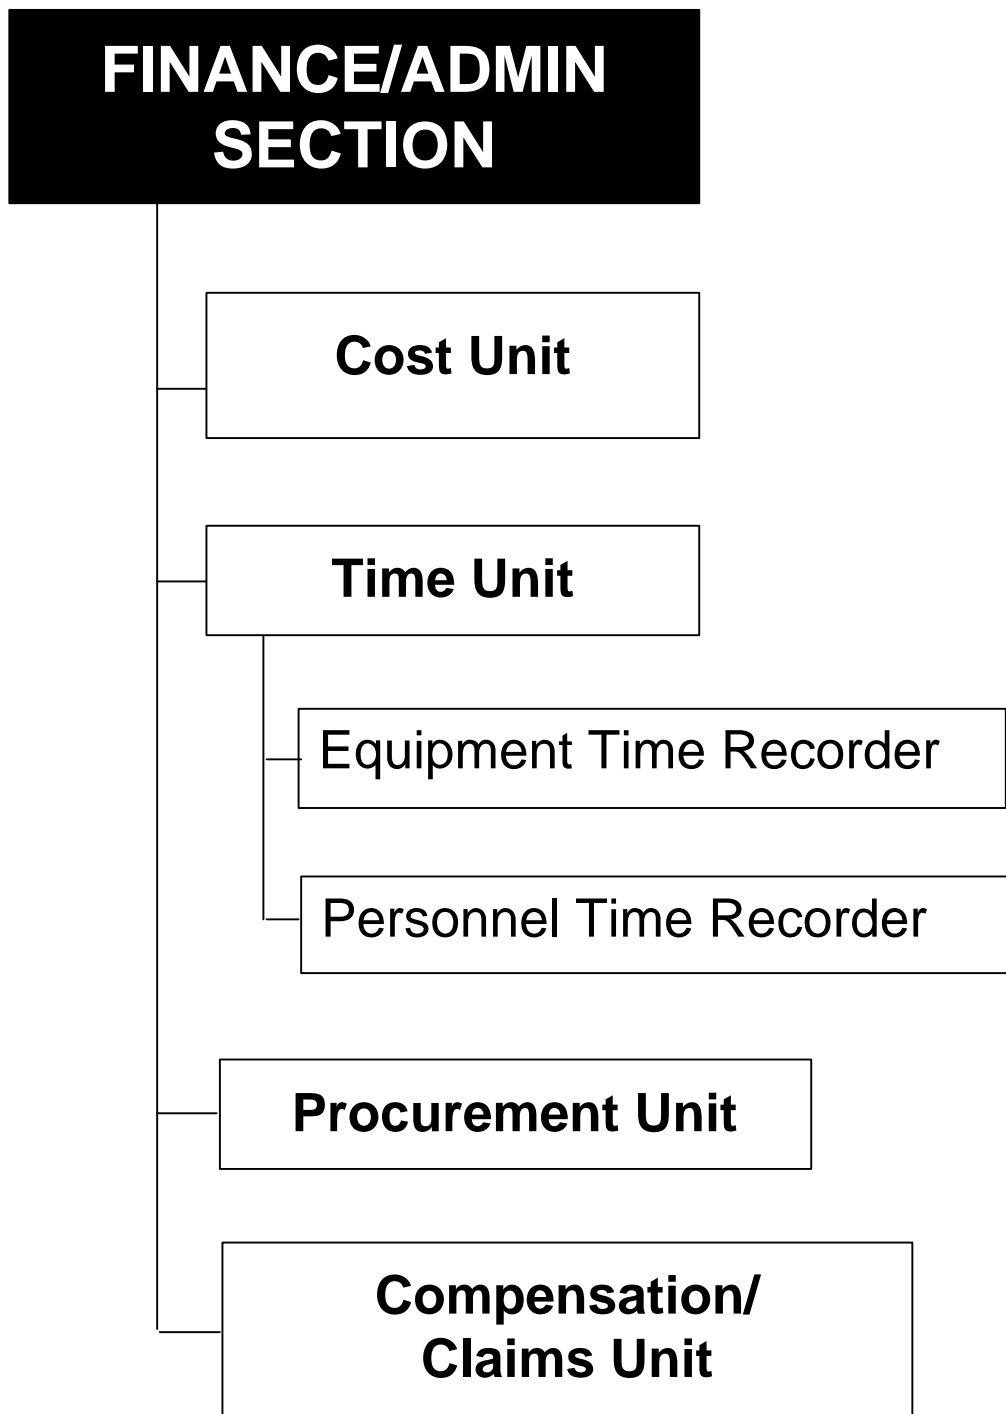 FINANCE/ADMIN
SECTION
Cost Unit
Time Unit
Equipment Time Recorder
Personnel Time Recorder
Procurement Unit
Compensation/
Claims Unit